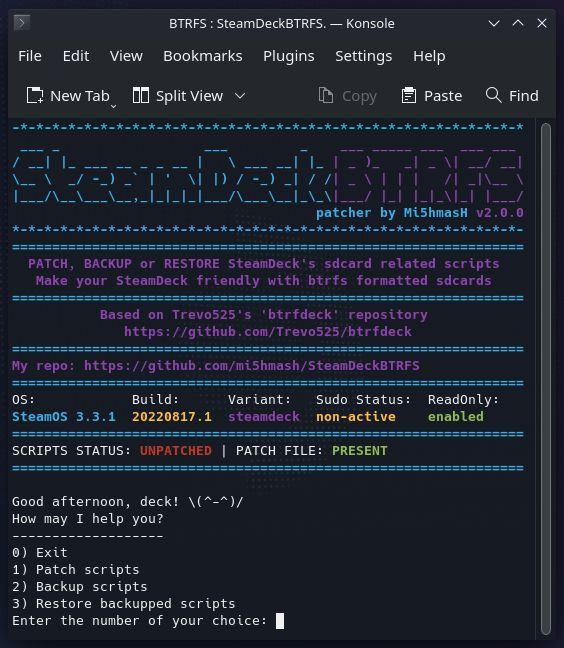 BTRFS : SteamDeckBTRFS. — Konsole
File Edit View Bookmarks Plugins Settings Help
New Tab Split View Copy Paste Find
-*-*-*-*-*-*-*-*-*-*-*-*-*-*-*-*-*-*-*-*-*-*-*-*-*-*-*-*-*-*-*-*
SteamDeckBTRFS
patcher by Mi5hmasH v2.0.0
-*-*-*-*-*-*-*-*-*-*-*-*-*-*-*-*-*-*-*-*-*-*-*-*-*-*-*-*-*-*-*-*
================================================================
PATCH, BACKUP or RESTORE SteamDeck's sdcard related scripts
Make your SteamDeck friendly with btrfs formatted sdcards
================================================================
Based on Trevo525's 'btrfdeck' repository
https://github.com/Trevo525/btrfdeck
================================================================
My repo: https://github.com/mi5hmash/SteamDeckBTRFS
================================================================
OS: Build: Variant: Sudo Status: ReadOnly:
SteamOS 3.3.1 20220817.1 steamdeck non-active enabled
================================================================
SCRIPTS STATUS: UNPATCHED | PATCH FILE: PRESENT
================================================================
Good afternoon, deck! \(^-^)/
How may I help you?
-------------------
0) Exit
1) Patch scripts
2) Backup scripts
3) Restore backupped scripts
Enter the number of your choice: